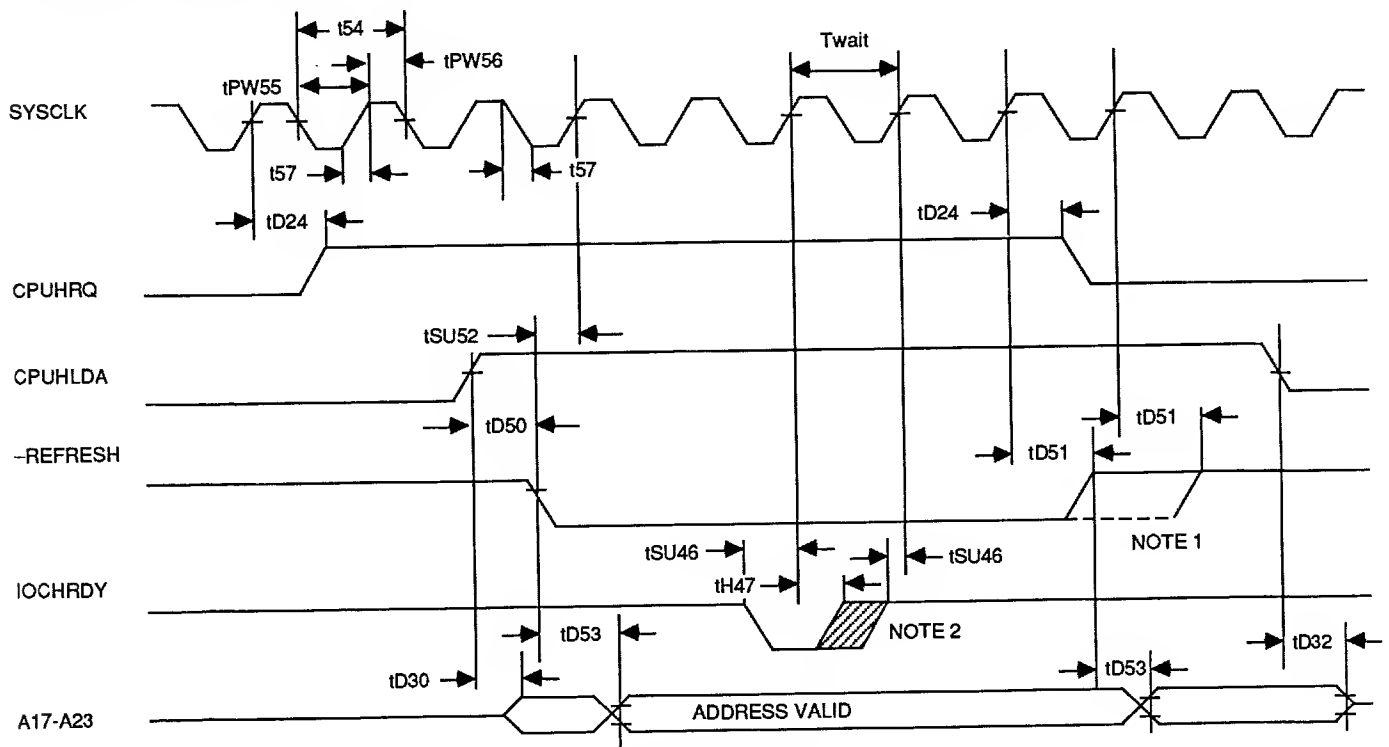 t54
Twait
tPW55
tPW56
SYSCLK
t57
t57
tD24
tD24
CPUHRQ
tSU52
CPUHLDA
tD50
tD51
tD51
–REFRESH
NOTE 1
tSU46
tSU46
tH47
IOCHRDY
NOTE 2
tD53
tD32
tD30
tD53
A17-A23
ADDRESS VALID